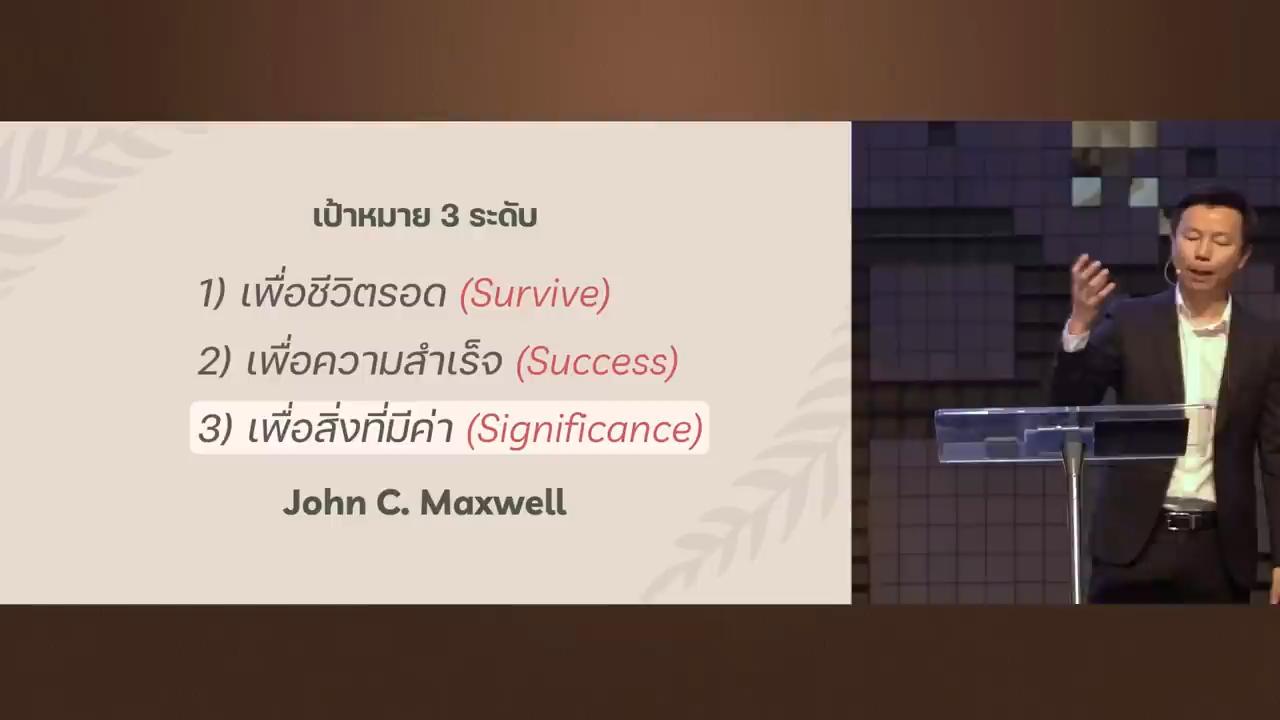 เป้าหมาย 3 ระดับ
1) เพื่อชีวิตรอด (Survive)
2) เพื่อความสำเร็จ (Success)
3) เพื่อสิ่งที่มีค่า (Significance)
John C. Maxwell